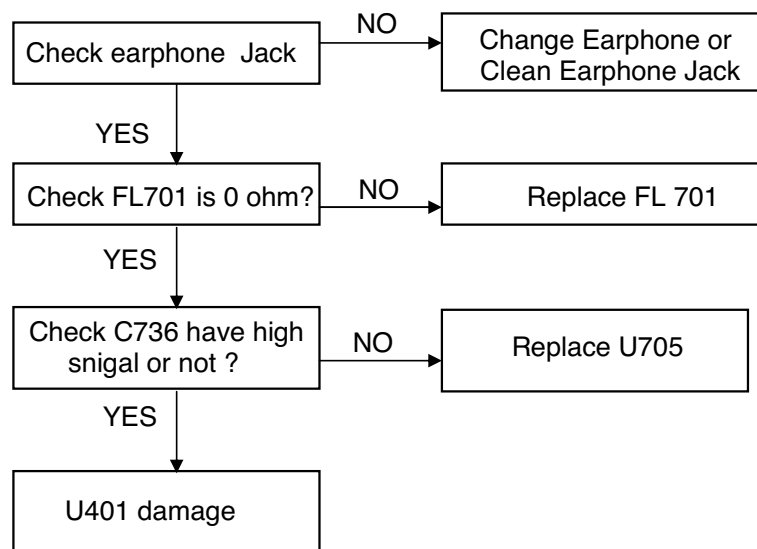 Check earphone Jack
NO
Change Earphone or
Clean Earphone Jack
YES
Check FL701 is 0 ohm?
NO
Replace FL 701
YES
Check C736 have high
snigal or not ?
NO
Replace U705
YES
U401 damage